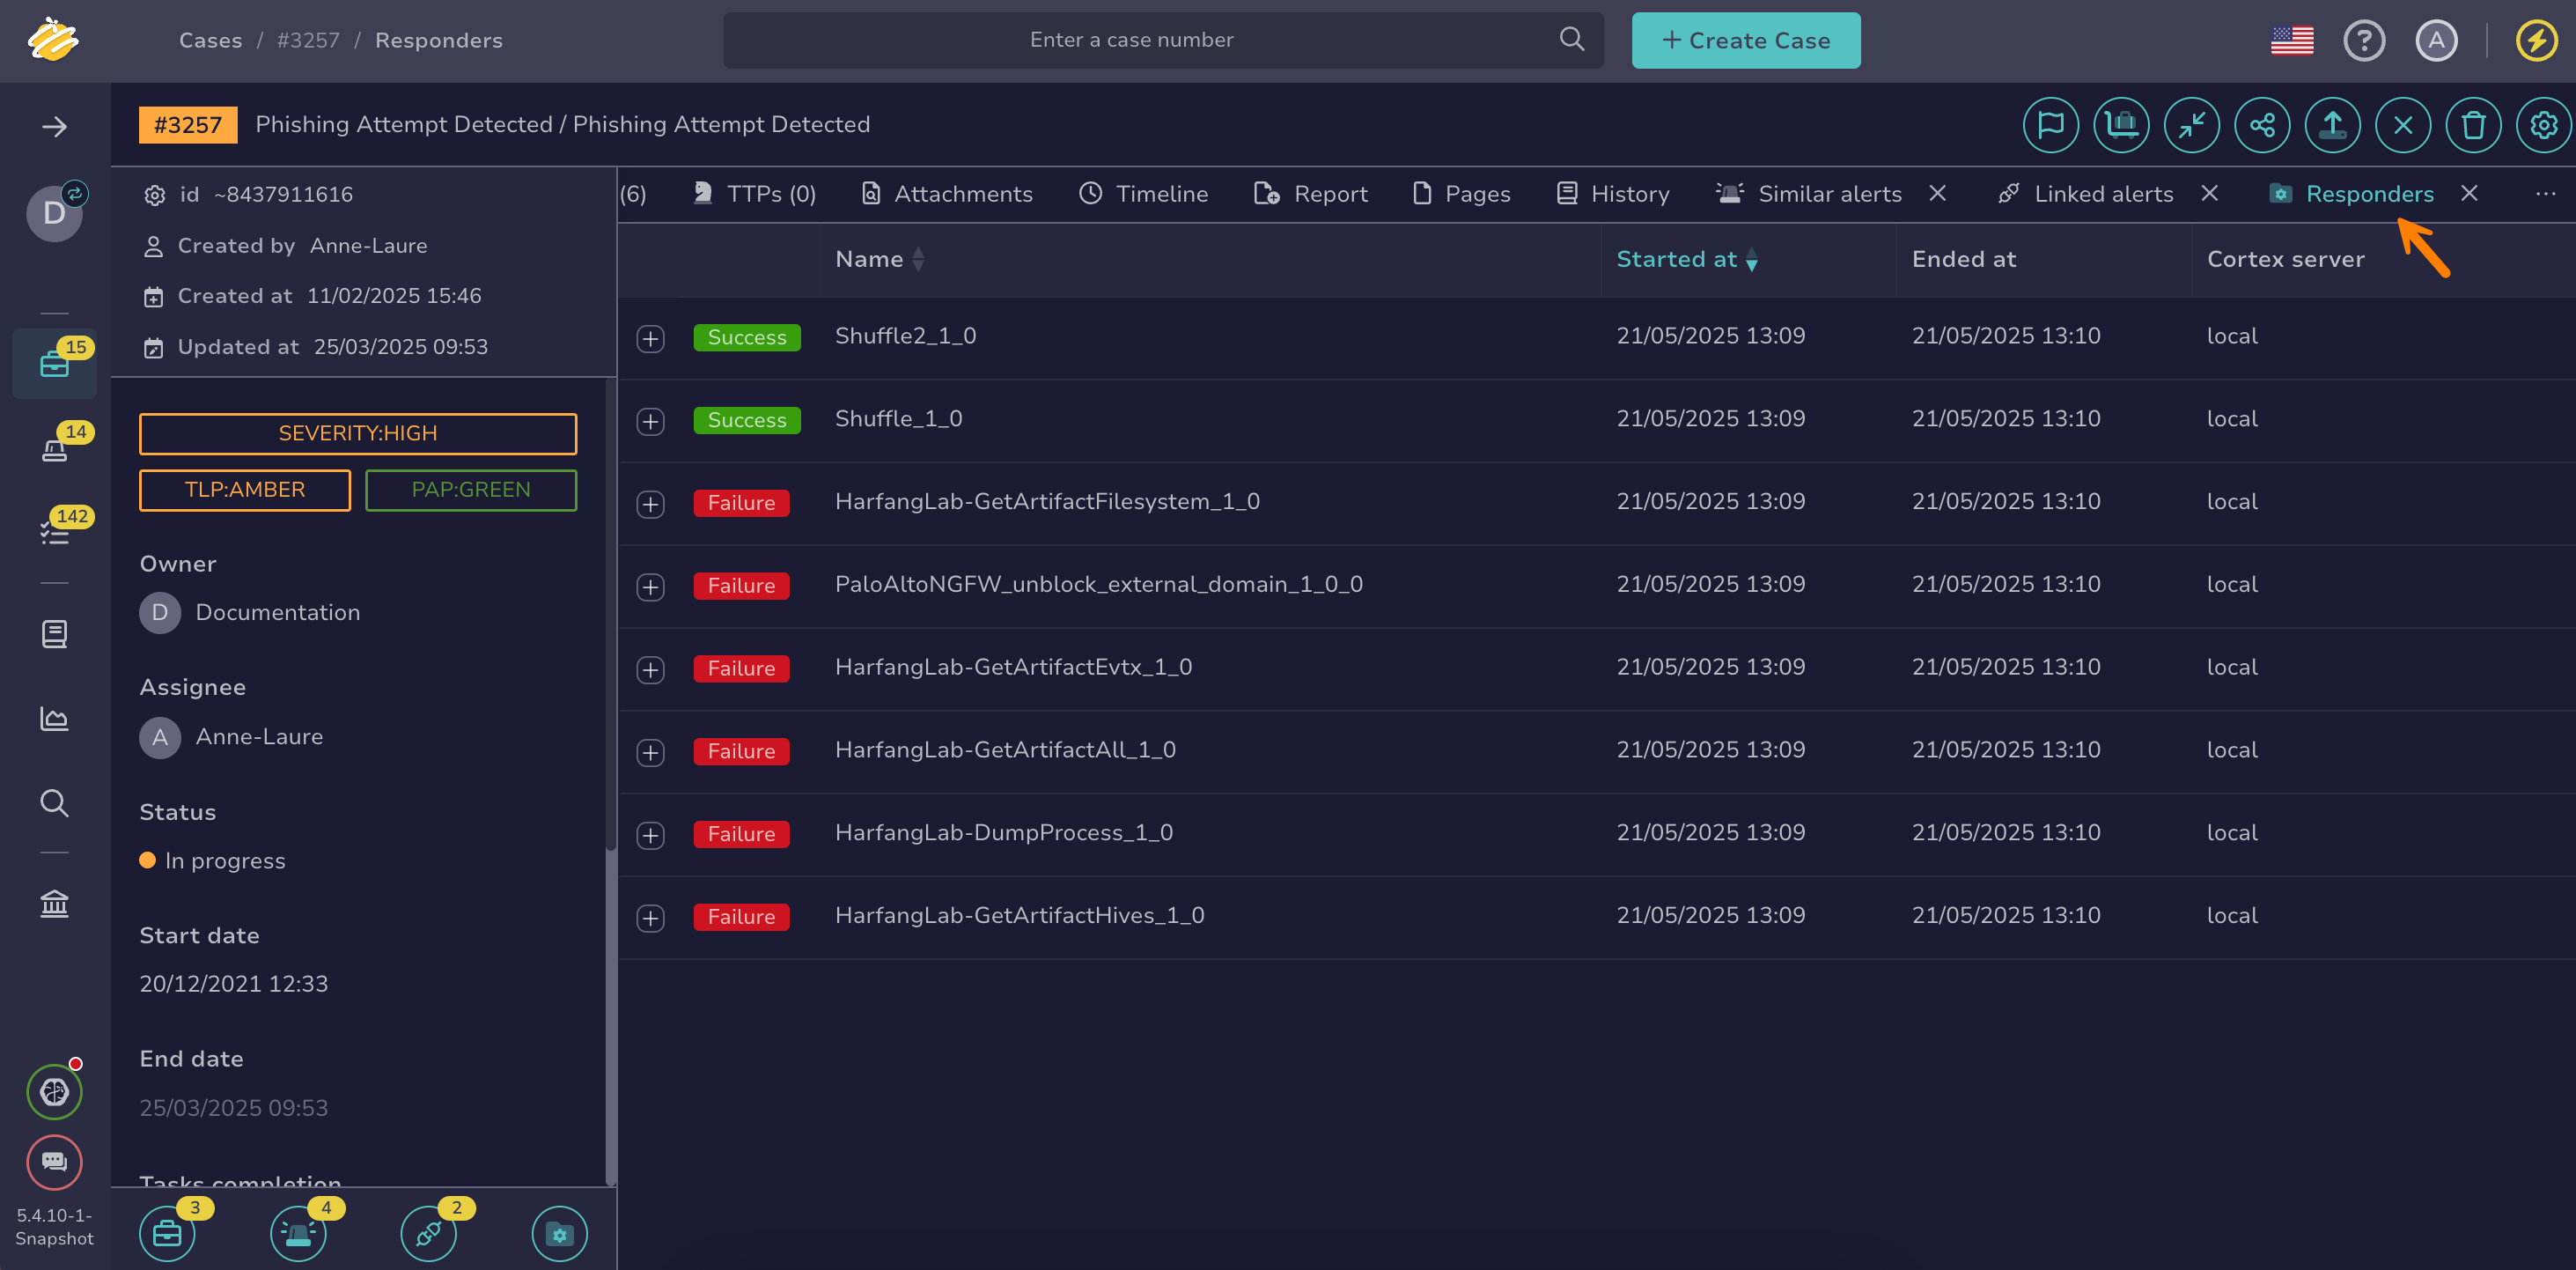 Cases / #3257 / Responders
Enter a case number
+ Create Case
A
#3257 Phishing Attempt Detected / Phishing Attempt Detected
D
15
14
142
5.4.10-1-
Snapshot
id ~8437911616
Created by Anne-Laure
Created at 11/02/2025 15:46
Updated at 25/03/2025 09:53
SEVERITY:HIGH
TLP:AMBER PAP:GREEN
Owner
D Documentation
Assignee
A Anne-Laure
Status
In progress
Start date
20/12/2021 12:33
End date
25/03/2025 09:53
Tasks completion
3 4 2
(6) TTPs (0) Attachments Timeline Report Pages History Similar alerts Linked alerts Responders ...
Name Started at Ended at Cortex server
Success Shuffle2_1_0 21/05/2025 13:09 21/05/2025 13:10 local
Success Shuffle_1_0 21/05/2025 13:09 21/05/2025 13:10 local
Failure HarfangLab-GetArtifactFilesystem_1_0 21/05/2025 13:09 21/05/2025 13:10 local
Failure PaloAltoNGFW_unblock_external_domain_1_0_0 21/05/2025 13:09 21/05/2025 13:10 local
Failure HarfangLab-GetArtifactEvtx_1_0 21/05/2025 13:09 21/05/2025 13:10 local
Failure HarfangLab-GetArtifactAll_1_0 21/05/2025 13:09 21/05/2025 13:10 local
Failure HarfangLab-DumpProcess_1_0 21/05/2025 13:09 21/05/2025 13:10 local
Failure HarfangLab-GetArtifactHives_1_0 21/05/2025 13:09 21/05/2025 13:10 local